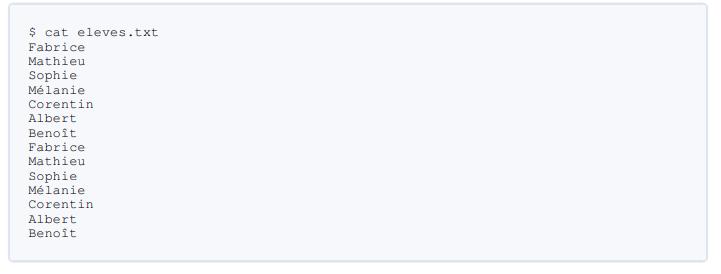 $ cat eleves.txt
Fabrice
Mathieu
Sophie
Mélanie
Corentin
Albert
Benoît
Fabrice
Mathieu
Sophie
Mélanie
Corentin
Albert
Benoît